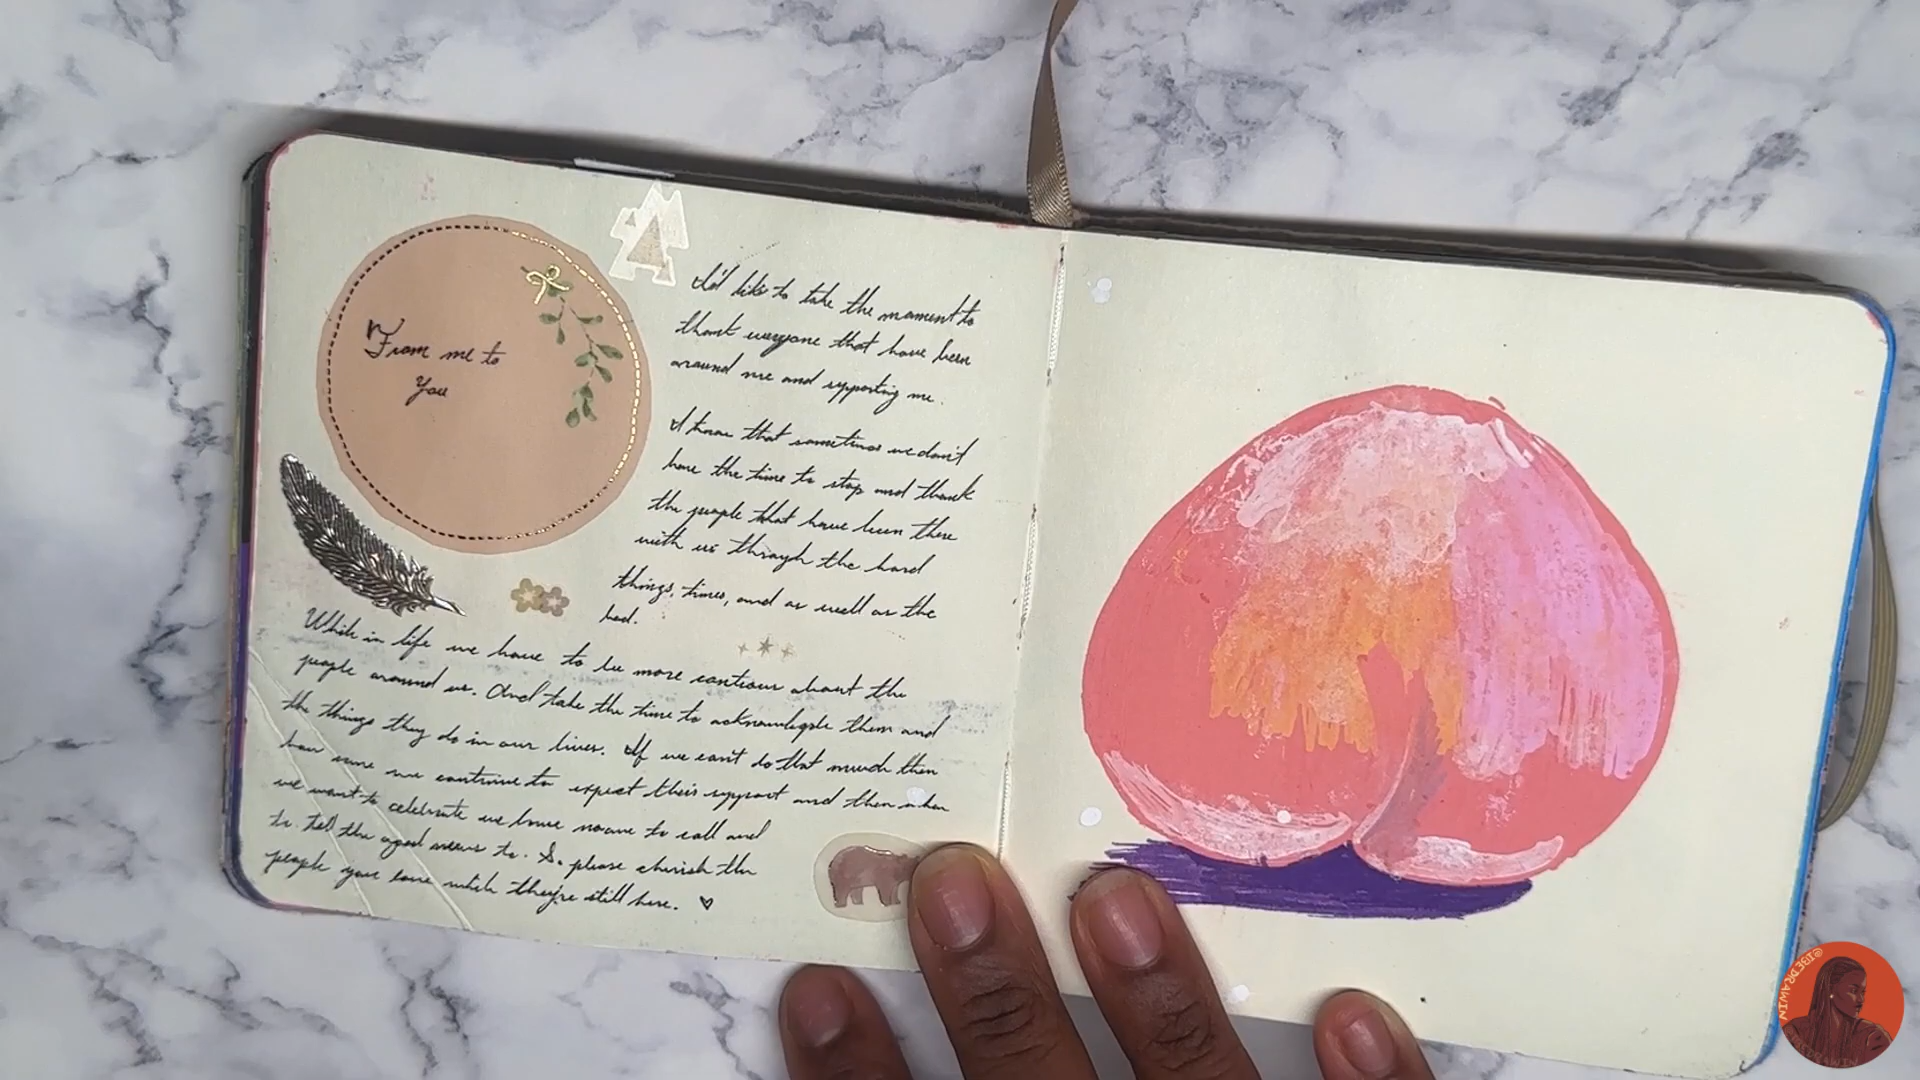 From me to
you
I'd like to take the moment to
thank everyone that have been
around me and supporting me.
I know that sometimes we don't
have the time to stop and thank
the people that have been there
with us through the hard
things, times, and as well as the
bad.
While in life we have to be more about the
people around us. And take the time to them and
the things they do in our lives. If we can't do that much then
how we continue to expect their support and then when
we want to celebrate we have noone to call and
to tell the good news to. So please cherish the
people you love while they're still here.
@IBEDRAWIN